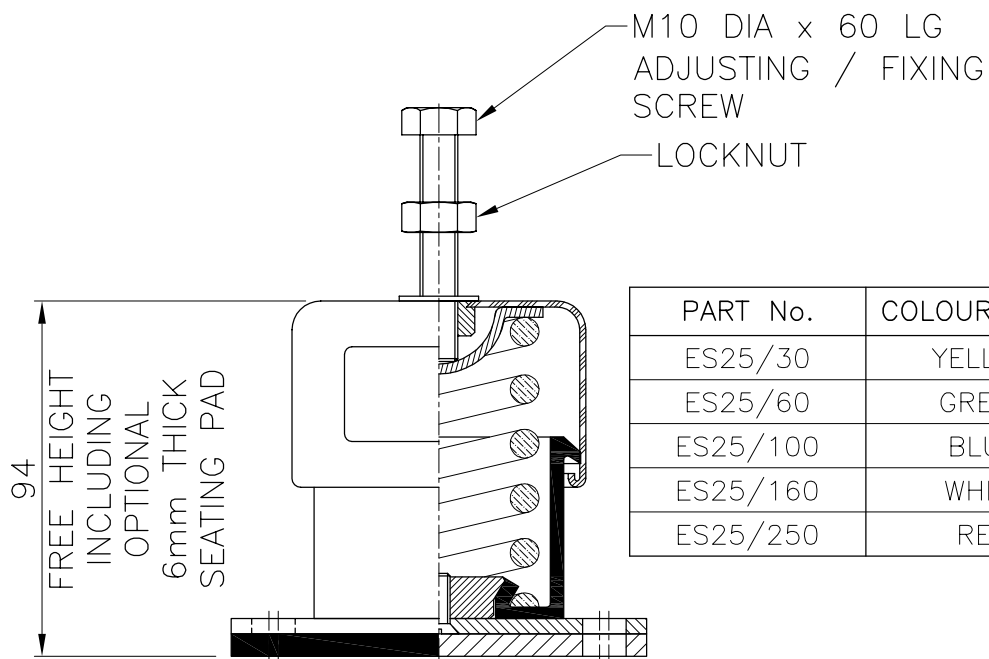 M10 DIA x 60 LG
ADJUSTING / FIXING
SCREW
LOCKNUT
94
FREE HEIGHT
INCLUDING
OPTIONAL
6mm THICK
SEATING PAD
PART No. COLOUR
ES25/30
ES25/60
ES25/100
ES25/160
ES25/250